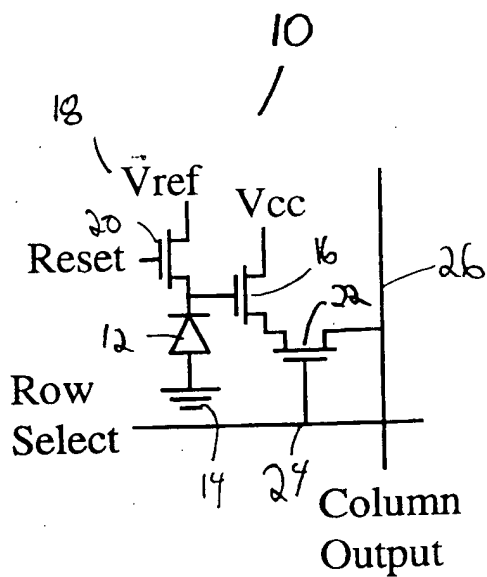 10
18
Vref
Vcc
20
Reset
16
22
26
12
Row
Select
14
24
Column
Output